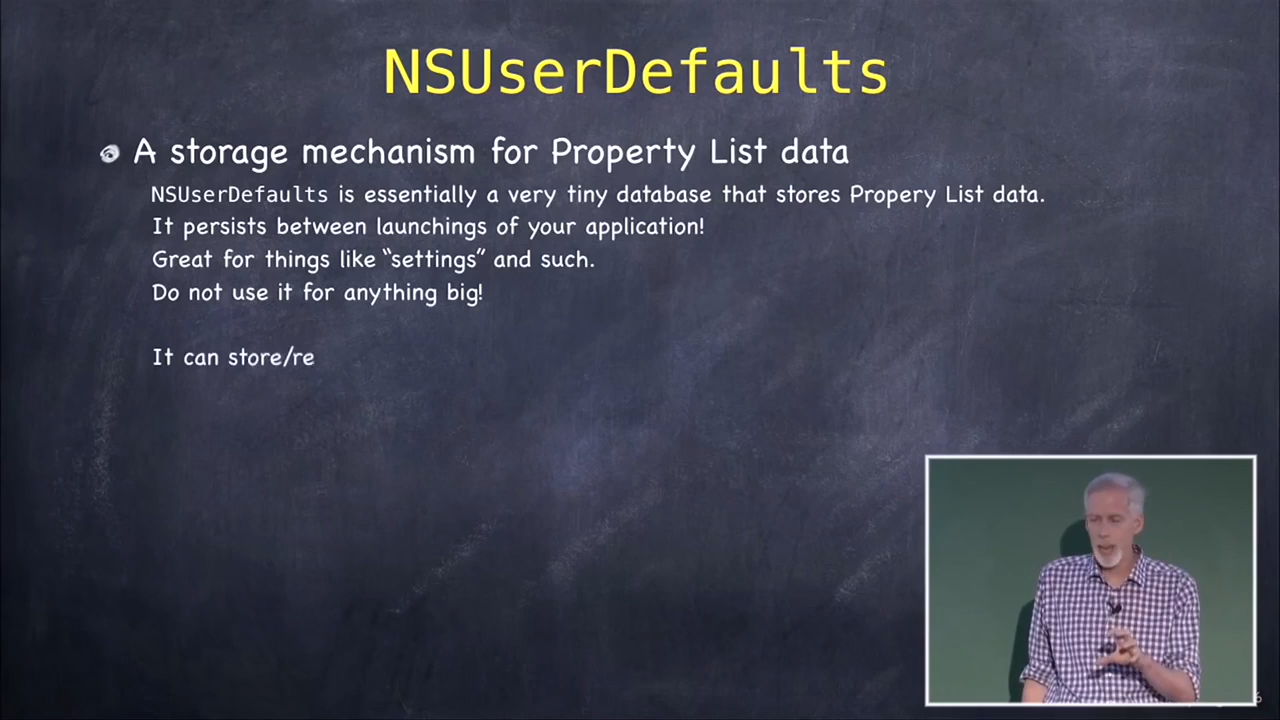 NSUserDefaults
A storage mechanism for Property List data
NSUserDefaults is essentially a very tiny database that stores Propery List data.
It persists between launchings of your application!
Great for things like “settings” and such.
Do not use it for anything big!
It can store/re